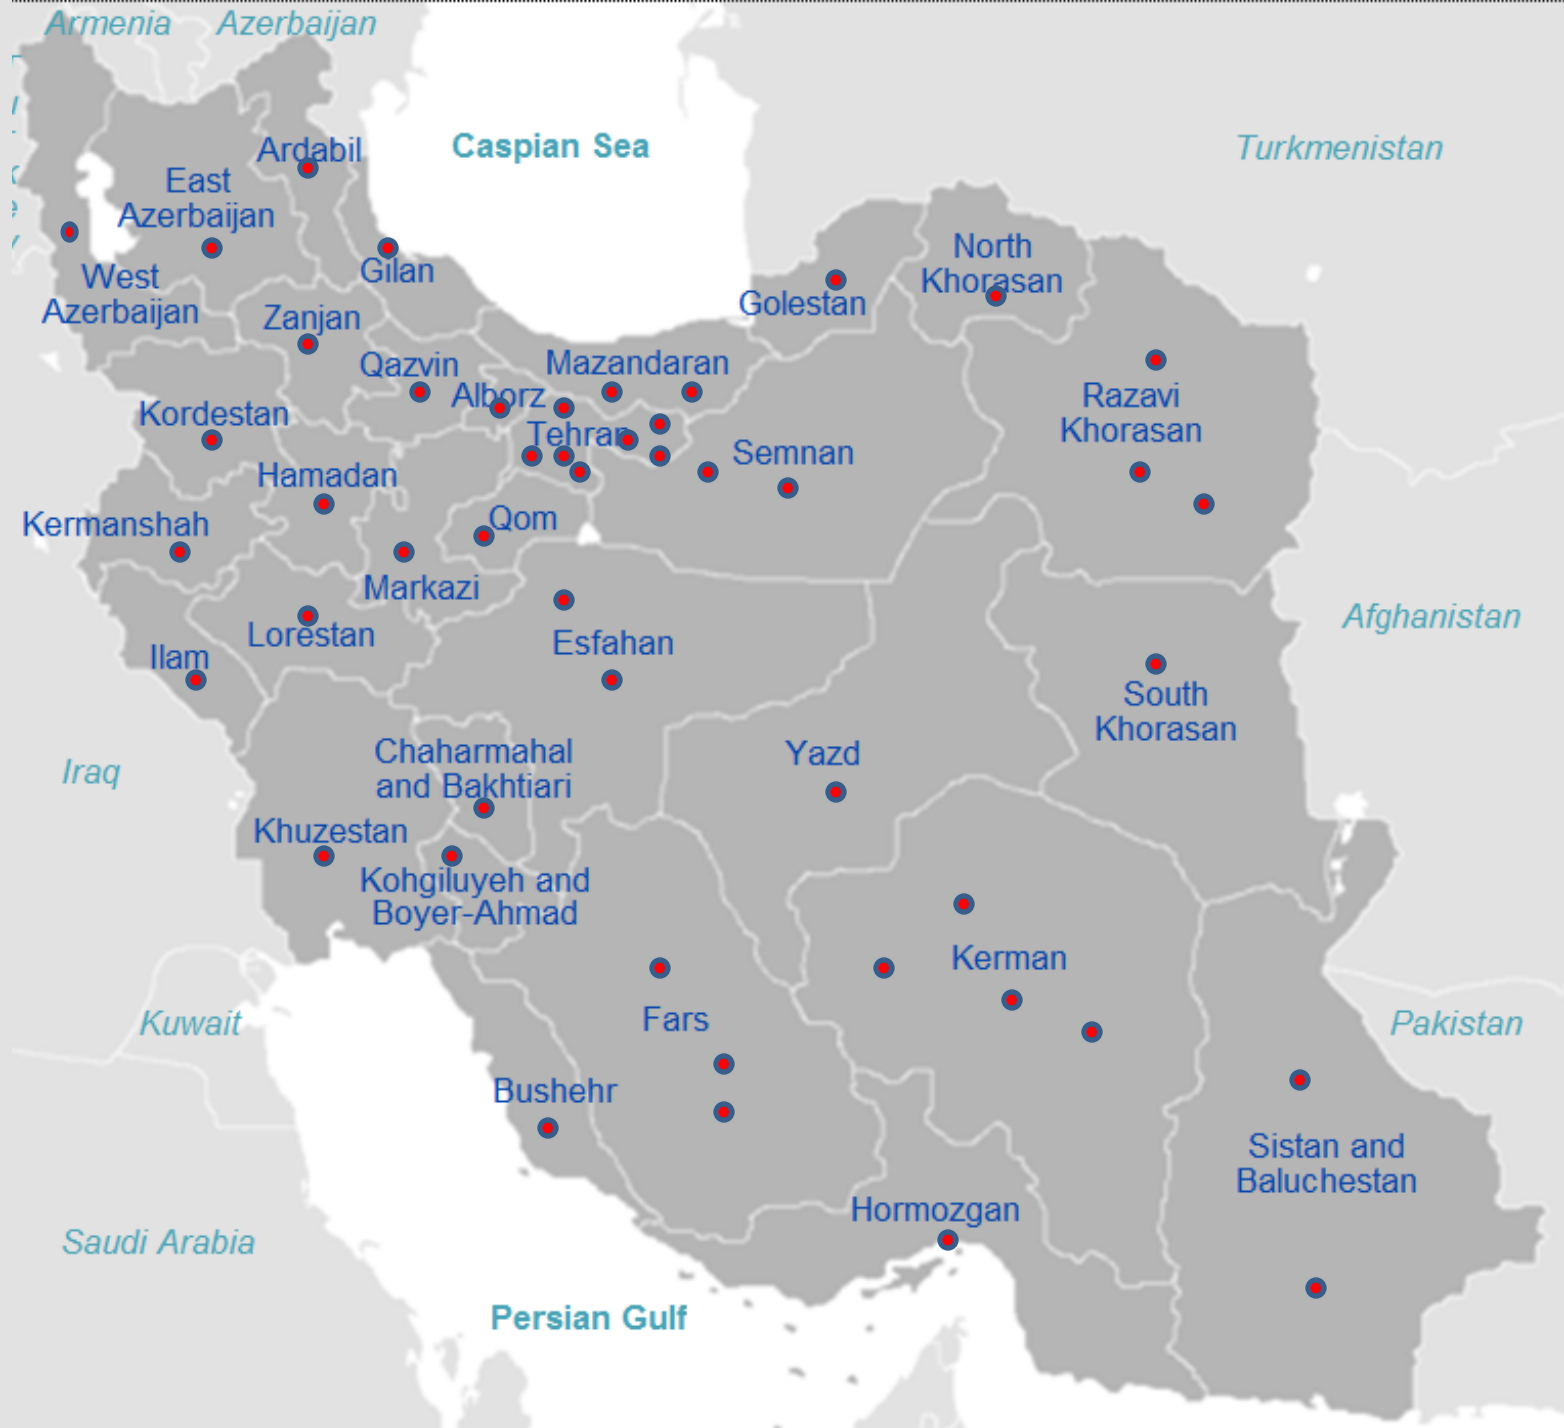 Armenia
Azerbaijan
Caspian Sea
Turkmenistan
Ardabil
East
Azerbaijan
West
Azerbaijan
Gilan
North
Khorasan
Golestan
Zanjan
Qazvin
Mazandaran
Alborz
Razavi
Khorasan
Kordestan
Tehran
Semnan
Hamadan
Kermanshah
Qom
Markazi
Afghanistan
Lorestan
Esfahan
Ilam
South
Khorasan
Iraq
Chaharmahal
and Bakhtiari
Yazd
Khuzestan
Kohgiluyeh and
Boyer-Ahmad
Kerman
Kuwait
Fars
Pakistan
Bushehr
Sistan and
Baluchestan
Hormozgan
Saudi Arabia
Persian Gulf